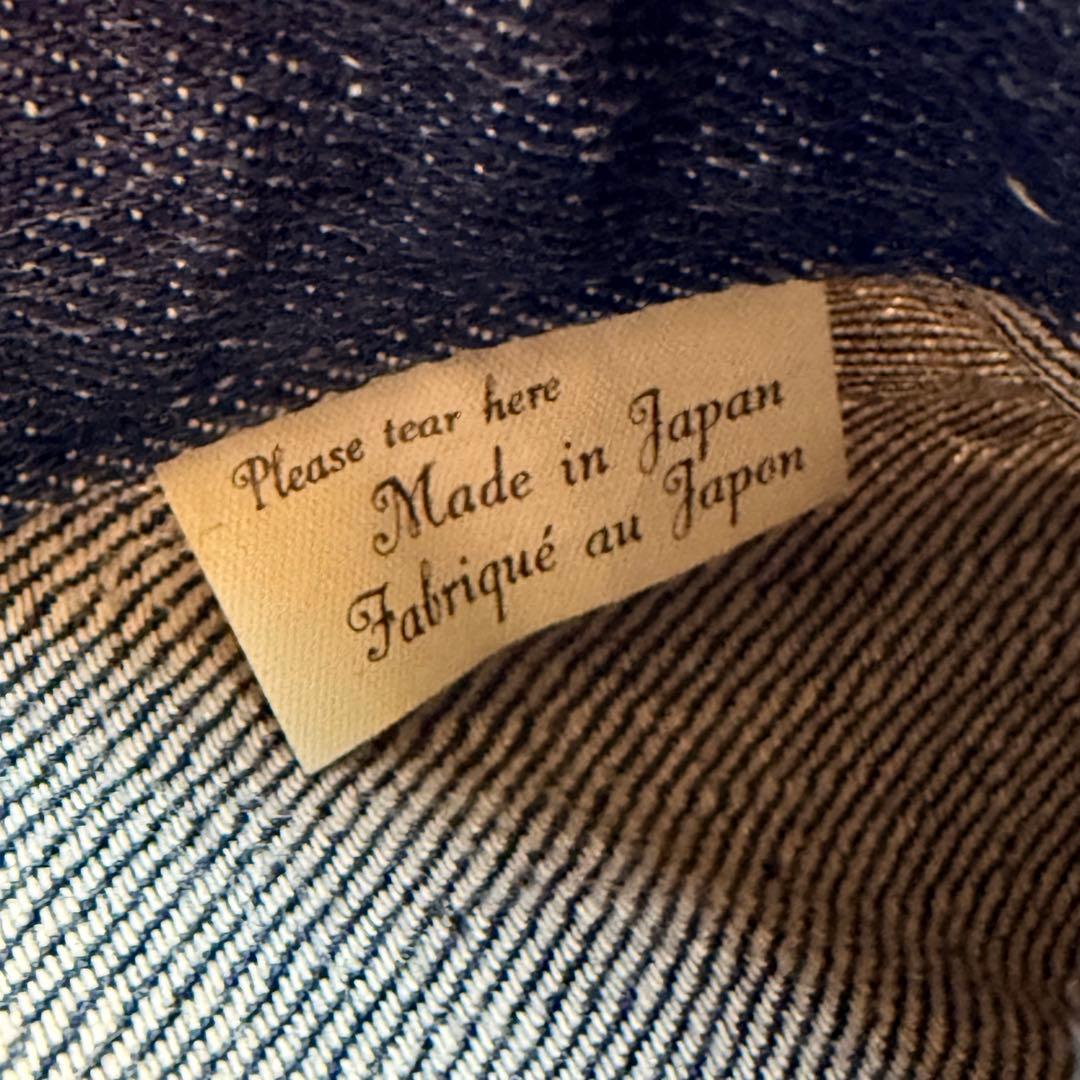 Please tear here
Made in Japan
Fabriqué au Japon